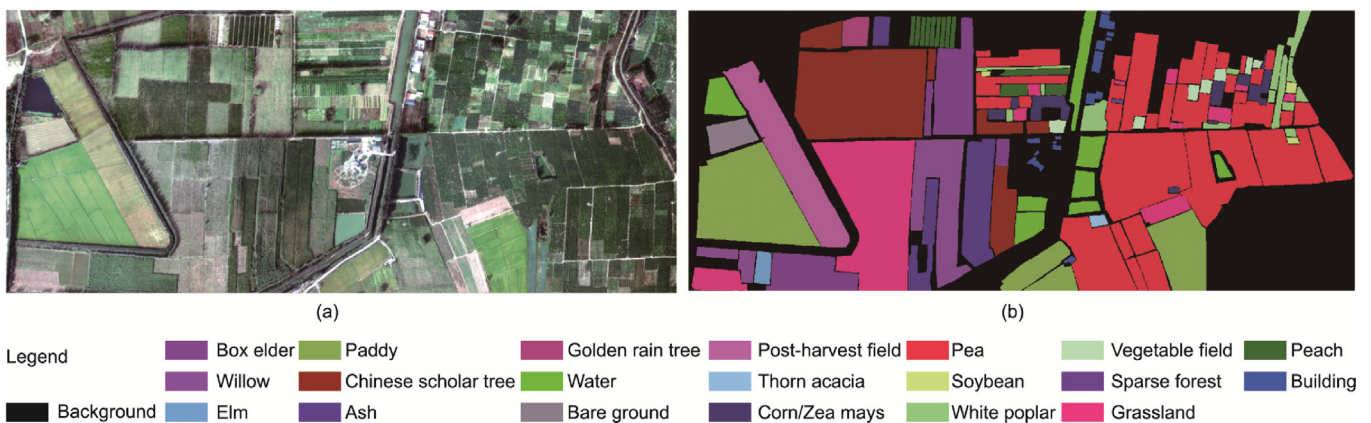 (a) (b)
Box elder Paddy Golden rain tree Post-harvest field Pea Vegetable field Peach
Legend
Willow Chinese scholar tree Water Thorn acacia Soybean Sparse forest Building
Background Elm Ash Bare ground Corn/Zea mays White poplar Grassland